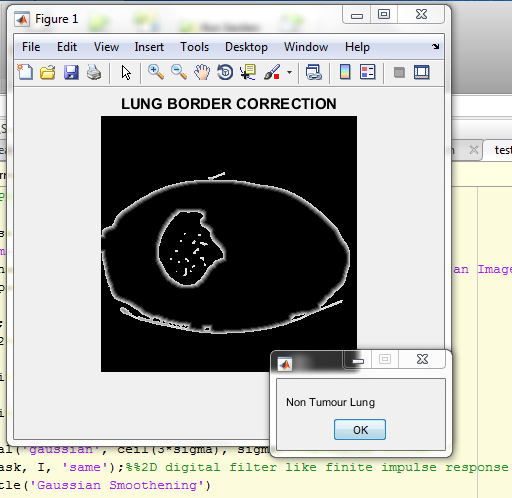 Figure 1
File Edit View Insert Tools Desktop Window Help
LUNG BORDER CORRECTION
test
an Imag
Non Tumour Lung
OK
al('gaussian', ceil(3*sigma), sigm
ask, I, 'same');%%2D digital filter like finite impulse response
tle('Gaussian Smoothening')